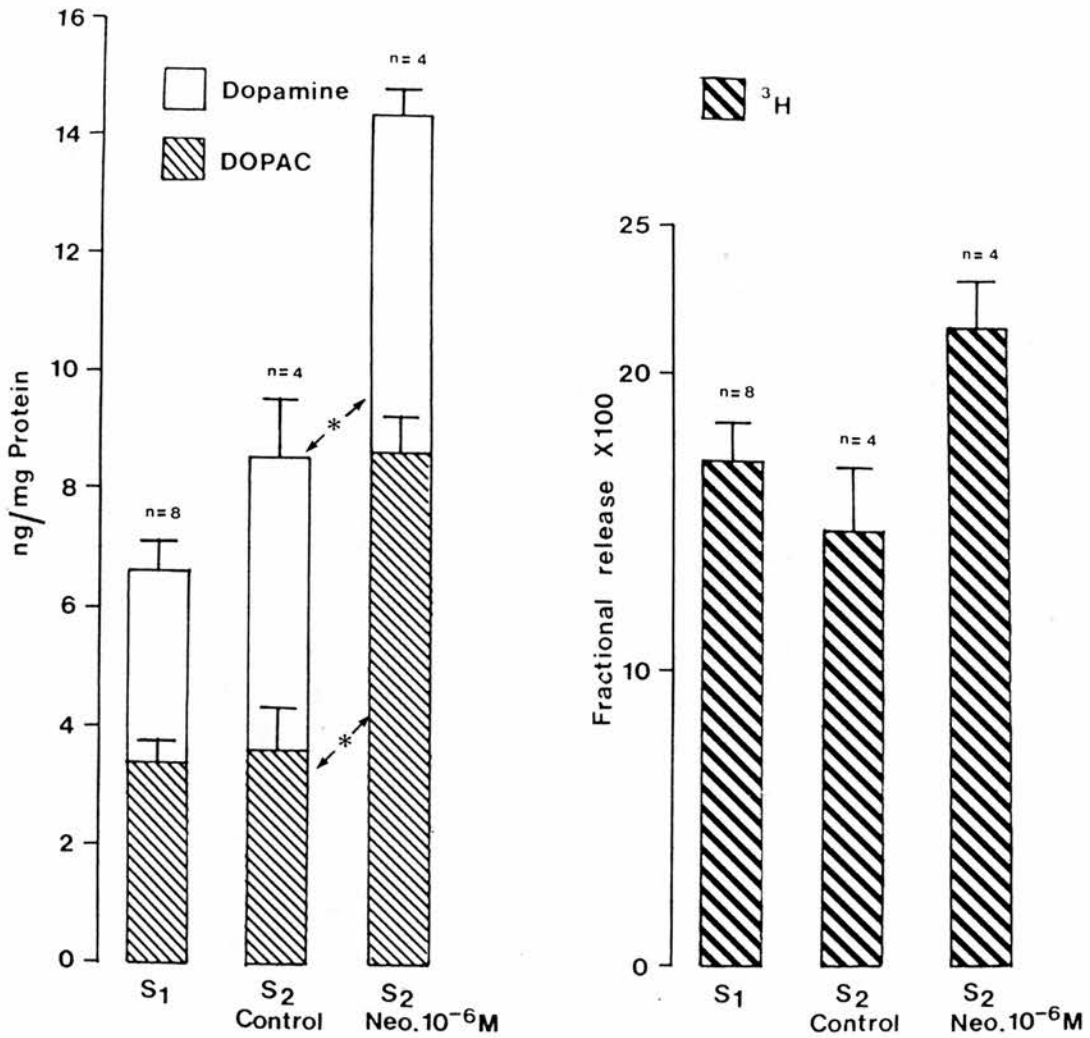 16
14
12
10
8
6
4
2
0
ng/mg Protein
Dopamine
DOPAC
n=8
n=4
n=4
*
*
S1
S2
Control
S2
Neo.10⁻⁶M
³H
25
20
10
0
Fractional release X100
n=8
n=4
n=4
S1
S2
Control
S2
Neo.10⁻⁶M